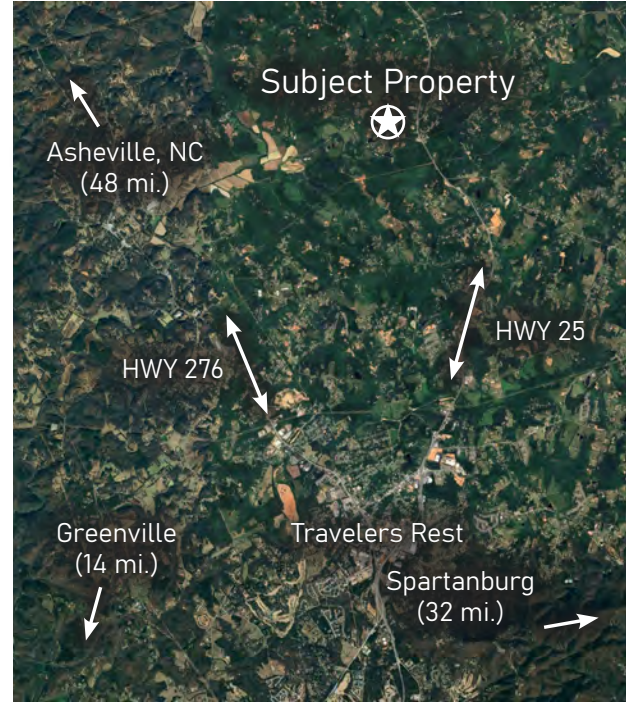 Subject Property
Asheville, NC
(48 mi.)
HWY 25
HWY 276
Travelers Rest
Greenville
(14 mi.)
Spartanburg
(32 mi.)